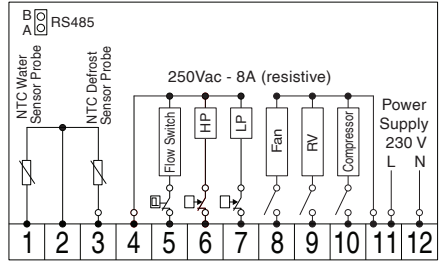 B
A
RS485
NTC Water
Sensor Probe
NTC Defrost
Sensor Probe
250Vac - 8A (resistive)
Flow Switch
HP
LP
Fan
RV
Compressor
Power
Supply
230 V
L N
1 2 3 4 5 6 7 8 9 10 11 12